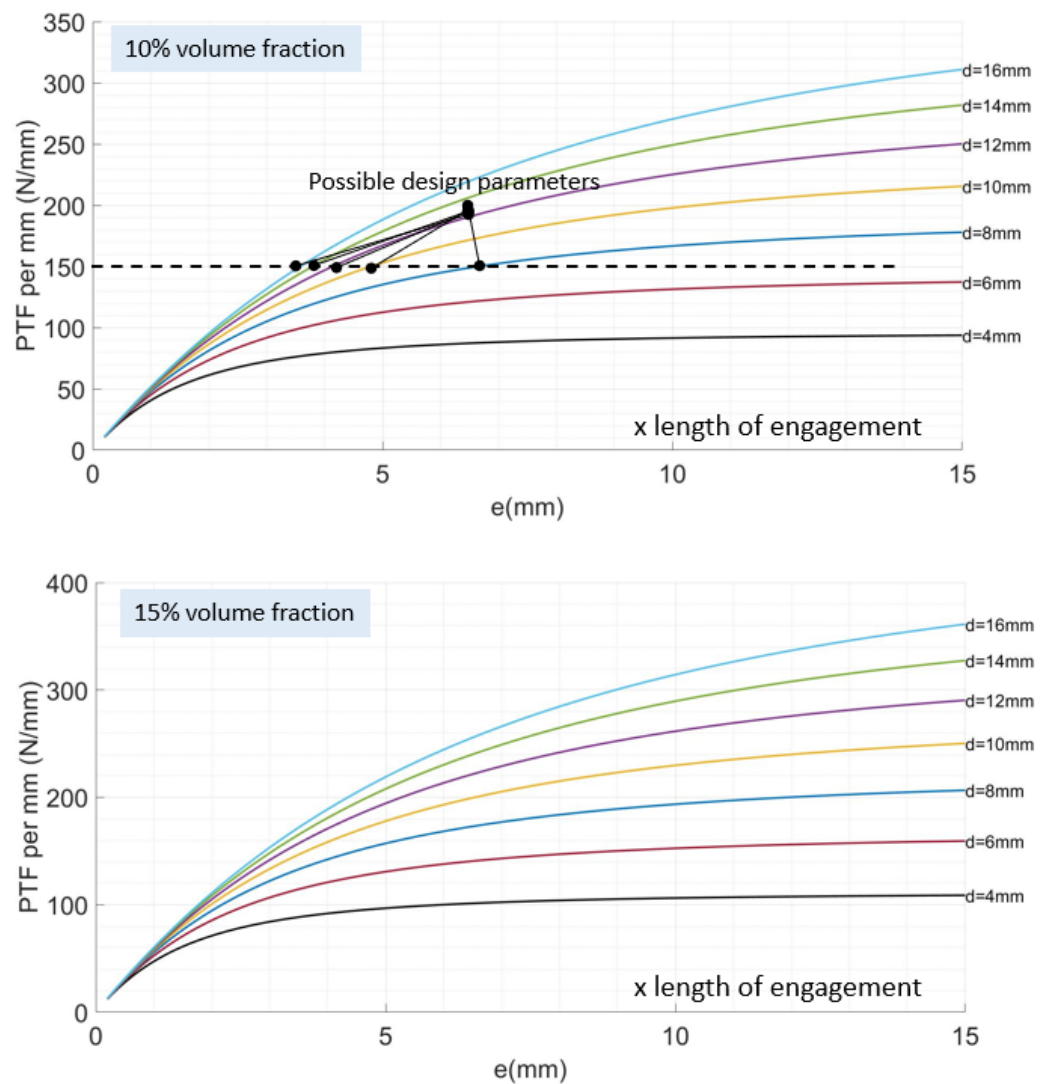 10% volume fraction
PTF per mm (N/mm)
350
300
250
200
150
100
50
0
d=16mm
d=14mm
d=12mm
d=10mm
d=8mm
d=6mm
d=4mm
Possible design parameters
x length of engagement
0
5
10
15
e(mm)
15% volume fraction
PTF per mm (N/mm)
400
300
200
100
0
d=16mm
d=14mm
d=12mm
d=10mm
d=8mm
d=6mm
d=4mm
x length of engagement
0
5
10
15
e(mm)